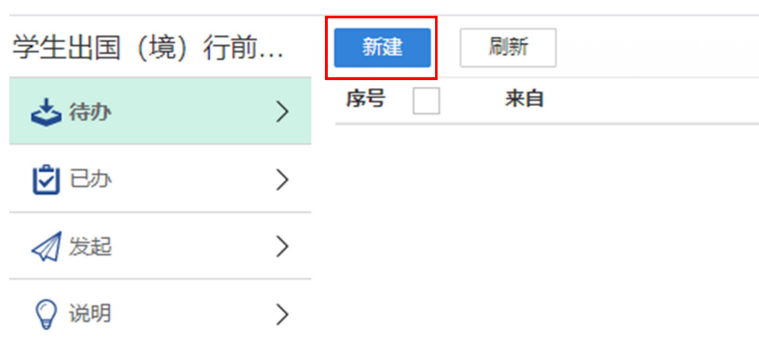 学生出国（境）行前...
新建 刷新
序号 来自
待办
已办
发起
说明